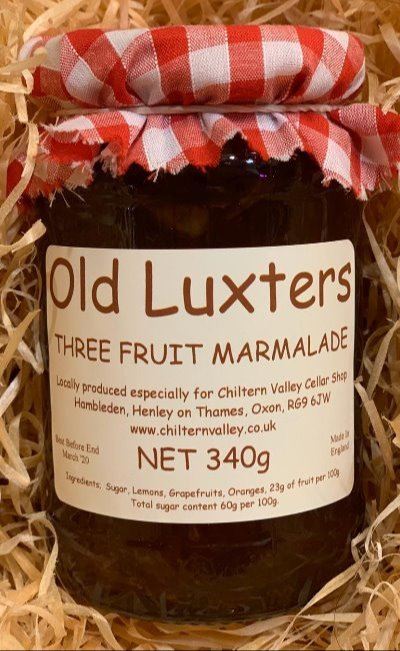 Old Luxters
THREE FRUIT MARMALADE
Locally produced especially for Chiltern Valley Cellar Shop
Hambleden, Henley on Thames, Oxon, RG9 6JW
www.chilternvalley.co.uk
Best Before End
March '20
NET 340g
Made in
England
Ingredients; Sugar, Lemons, Grapefruits, Oranges, 23g of fruit per 100g
Total sugar content 60g per 100g.